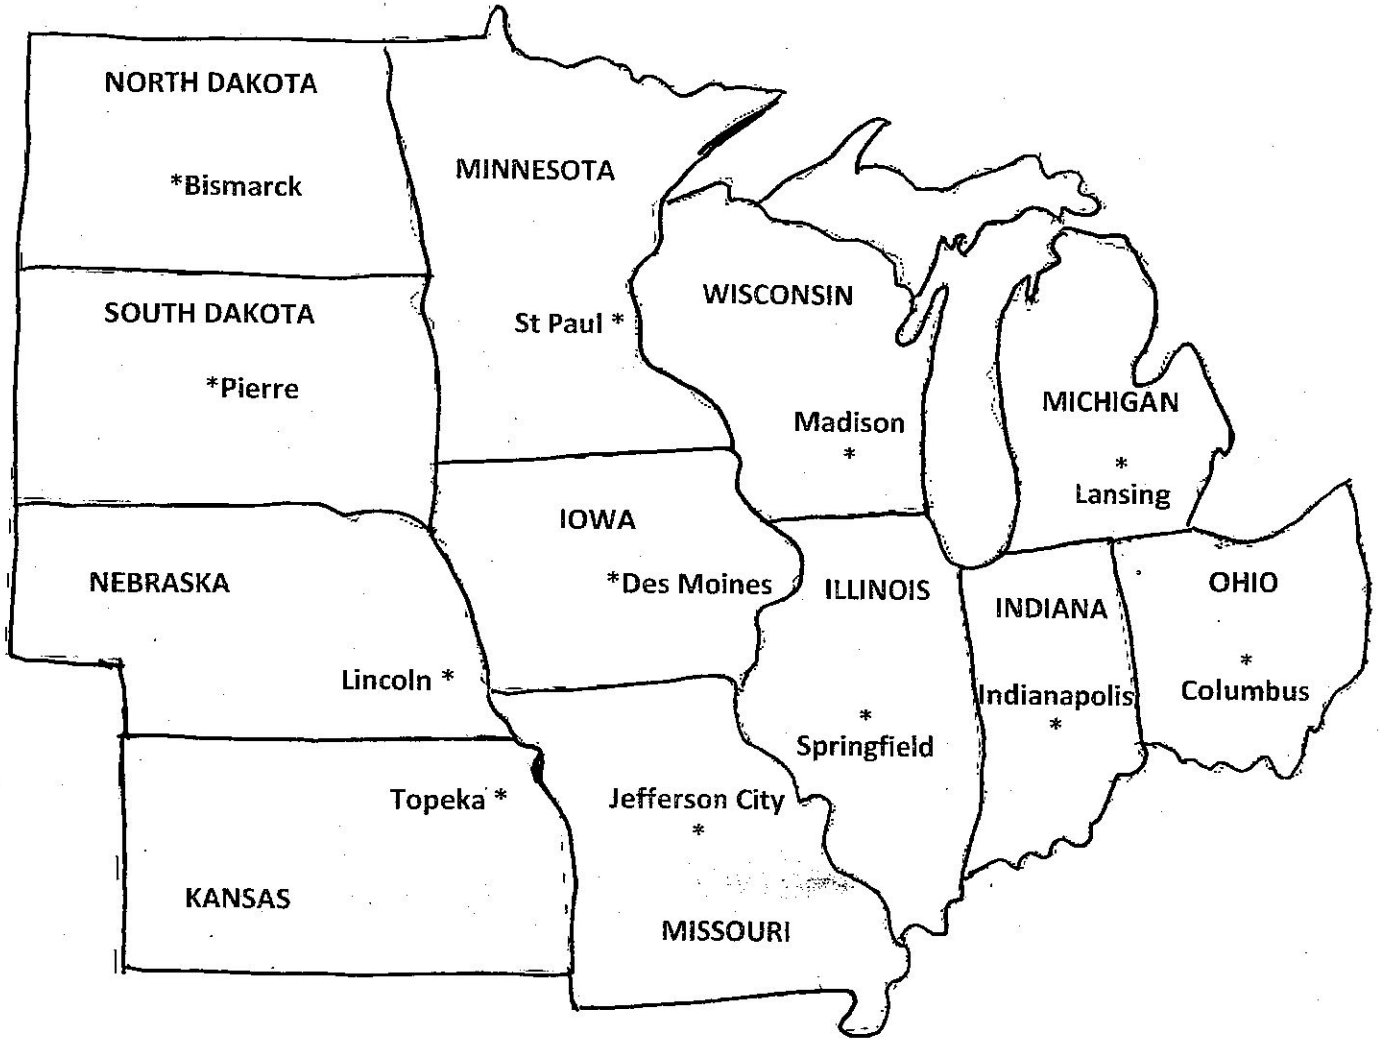 NORTH DAKOTA
*Bismarck
MINNESOTA
St Paul *
SOUTH DAKOTA
*Pierre
WISCONSIN
Madison
*
MICHIGAN
*
Lansing
NEBRASKA
Lincoln *
IOWA
*Des Moines
ILLINOIS
*
Springfield
INDIANA
Indianapolis
*
OHIO
*
Columbus
Topeka *
KANSAS
Jefferson City
*
MISSOURI